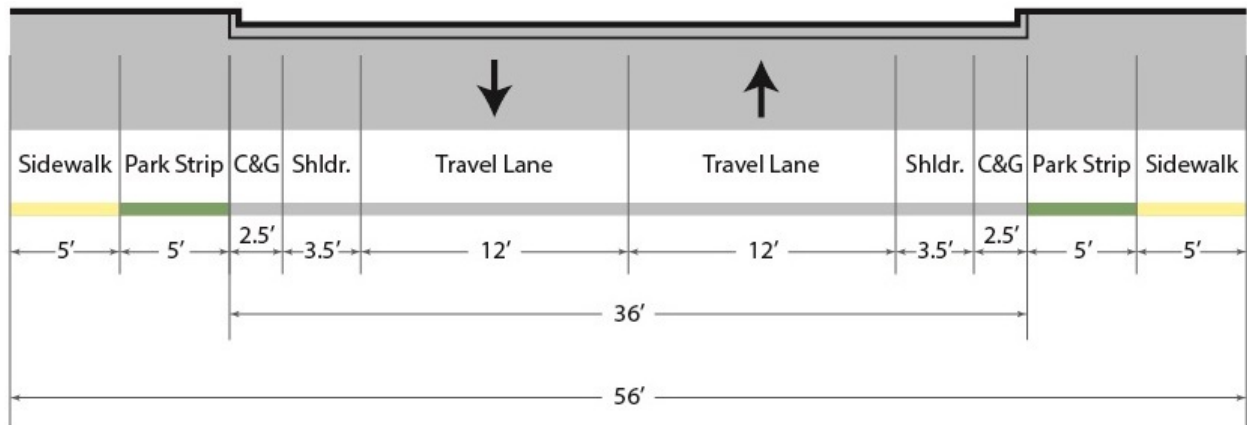 Sidewalk Park Strip C&G Shldr. Travel Lane Travel Lane Shldr. C&G Park Strip Sidewalk
5′ 5′ 2.5′ 3.5′ 12′ 12′ 3.5′ 2.5′ 5′ 5′
36′
56′